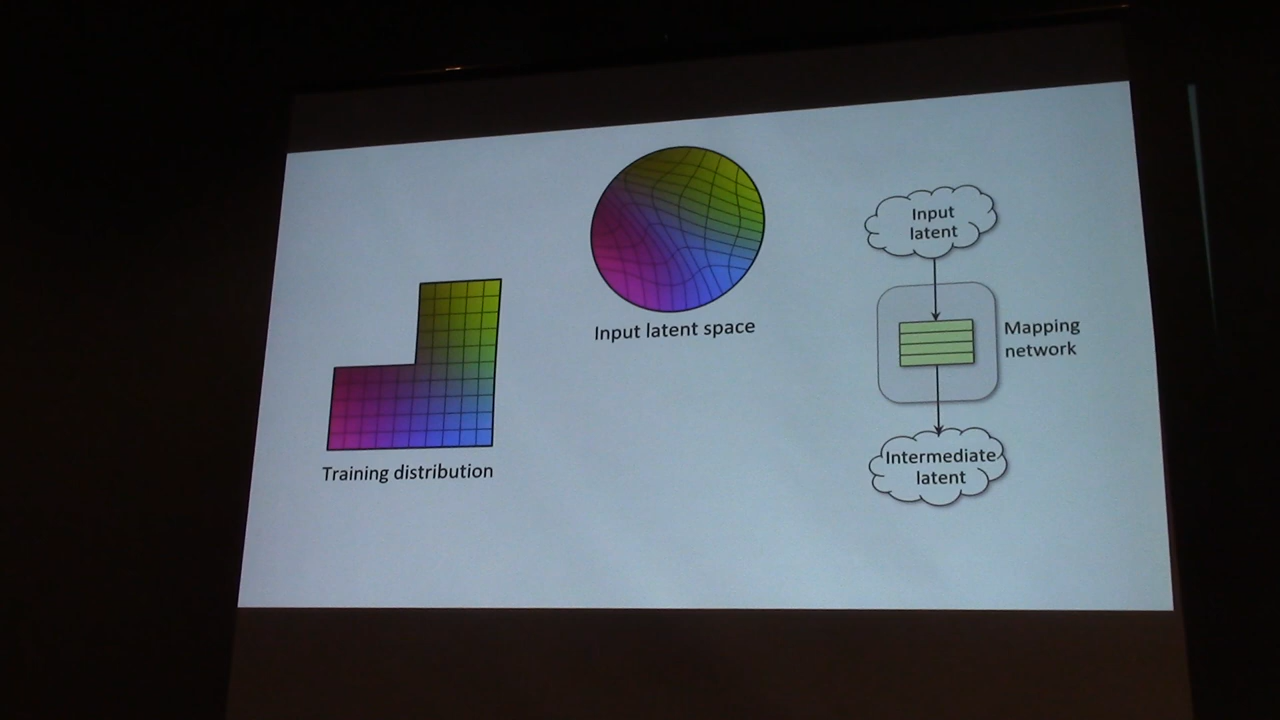 Training distribution
Input latent space
Input
latent
Mapping
network
Intermediate
latent